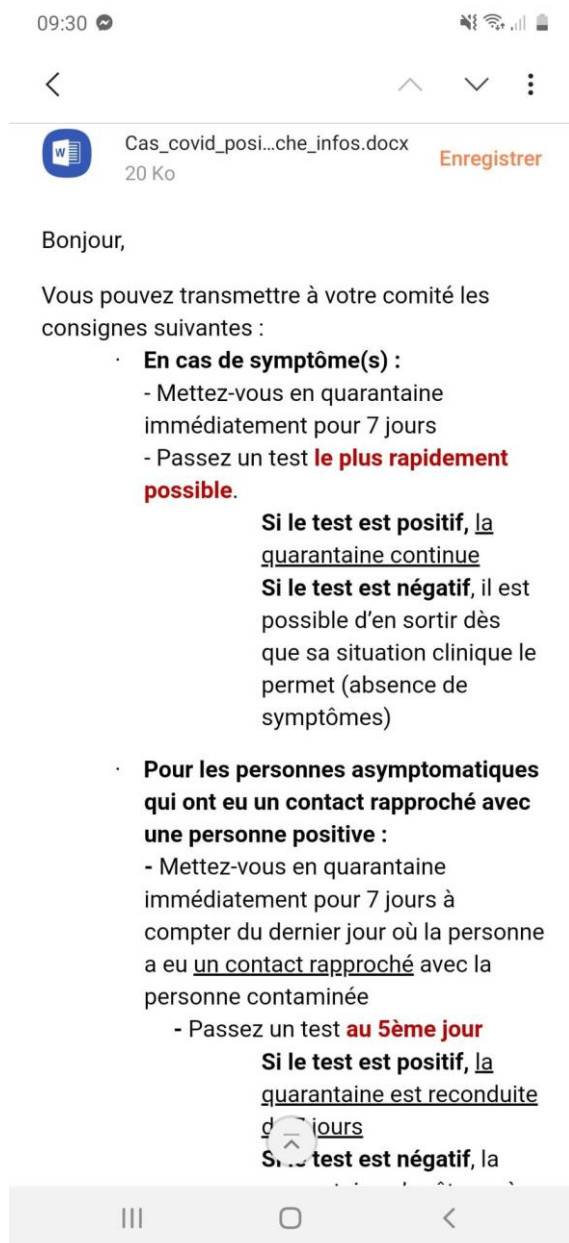 09:30
Cas_covid_posi...che_infos.docx
20 Ko
Enregistrer
Bonjour,
Vous pouvez transmettre à votre comité les
consignes suivantes :
· En cas de symptôme(s) :
- Mettez-vous en quarantaine
immédiatement pour 7 jours
- Passez un test le plus rapidement
possible.
Si le test est positif, la
quarantaine continue
Si le test est négatif, il est
possible d'en sortir dès
que sa situation clinique le
permet (absence de
symptômes)
· Pour les personnes asymptomatiques
qui ont eu un contact rapproché avec
une personne positive :
- Mettez-vous en quarantaine
immédiatement pour 7 jours à
compter du dernier jour où la personne
a eu un contact rapproché avec la
personne contaminée
- Passez un test au 5ème jour
Si le test est positif, la
quarantaine est reconduite
jours
test est négatif, la